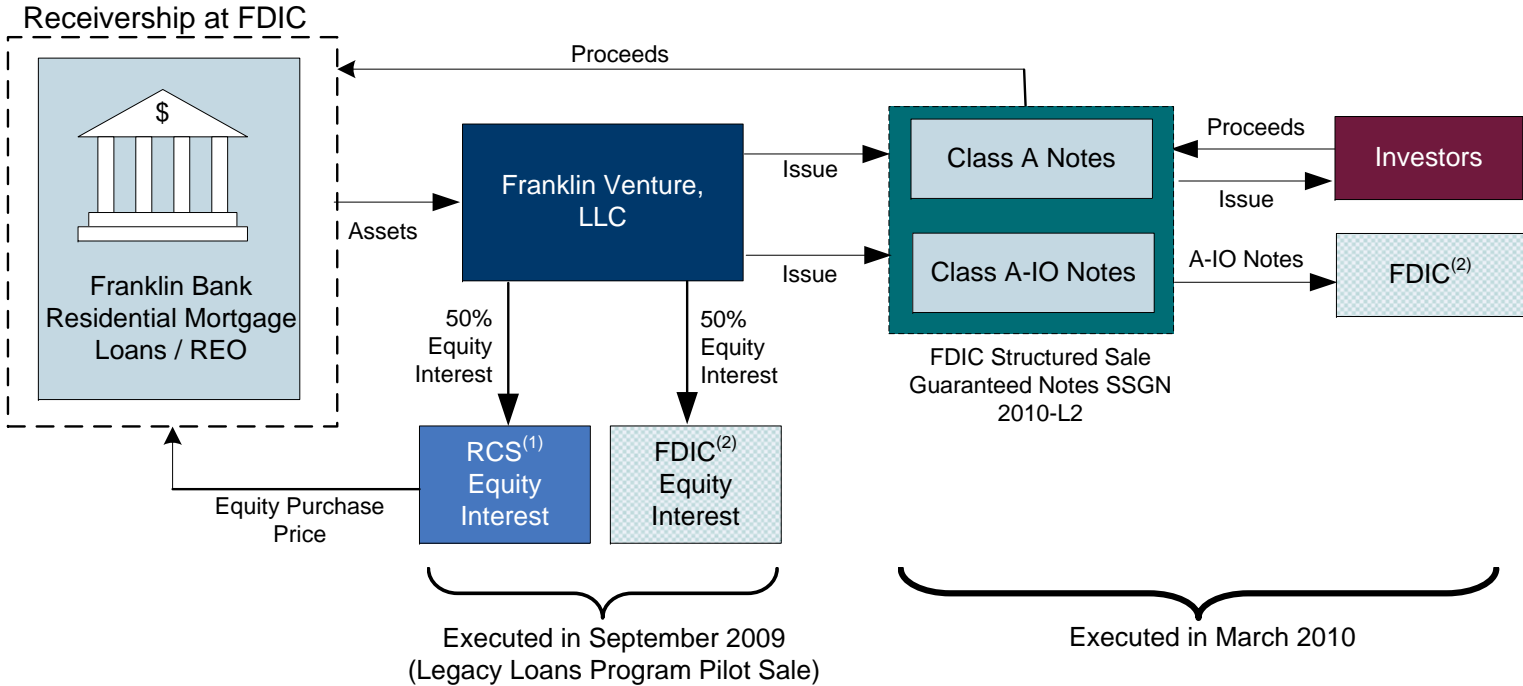 Receivership at FDIC
$
Franklin Bank
Residential Mortgage
Loans / REO
Proceeds
Assets
Franklin Venture,
LLC
Issue
Issue
Class A Notes
Class A-IO Notes
Proceeds
Issue
Investors
A-IO Notes
FDIC(2)
FDIC Structured Sale
Guaranteed Notes SSGN
2010-L2
50%
Equity
Interest
50%
Equity
Interest
RCS(1)
Equity
Interest
FDIC(2)
Equity
Interest
Equity Purchase
Price
Executed in September 2009
(Legacy Loans Program Pilot Sale)
Executed in March 2010